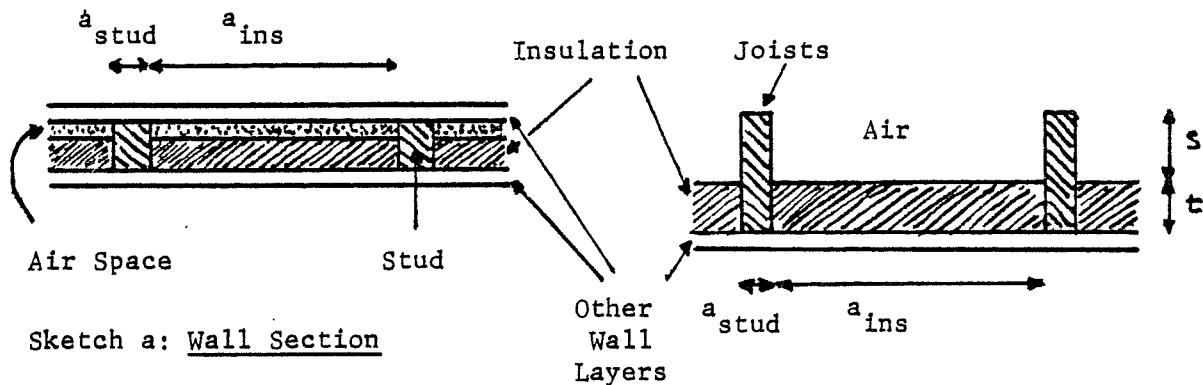 a stud
a ins
Insulation
Joists
Air
s
t
Air Space
Stud
Other
Wall
Layers
a stud
a ins
Sketch a: Wall Section